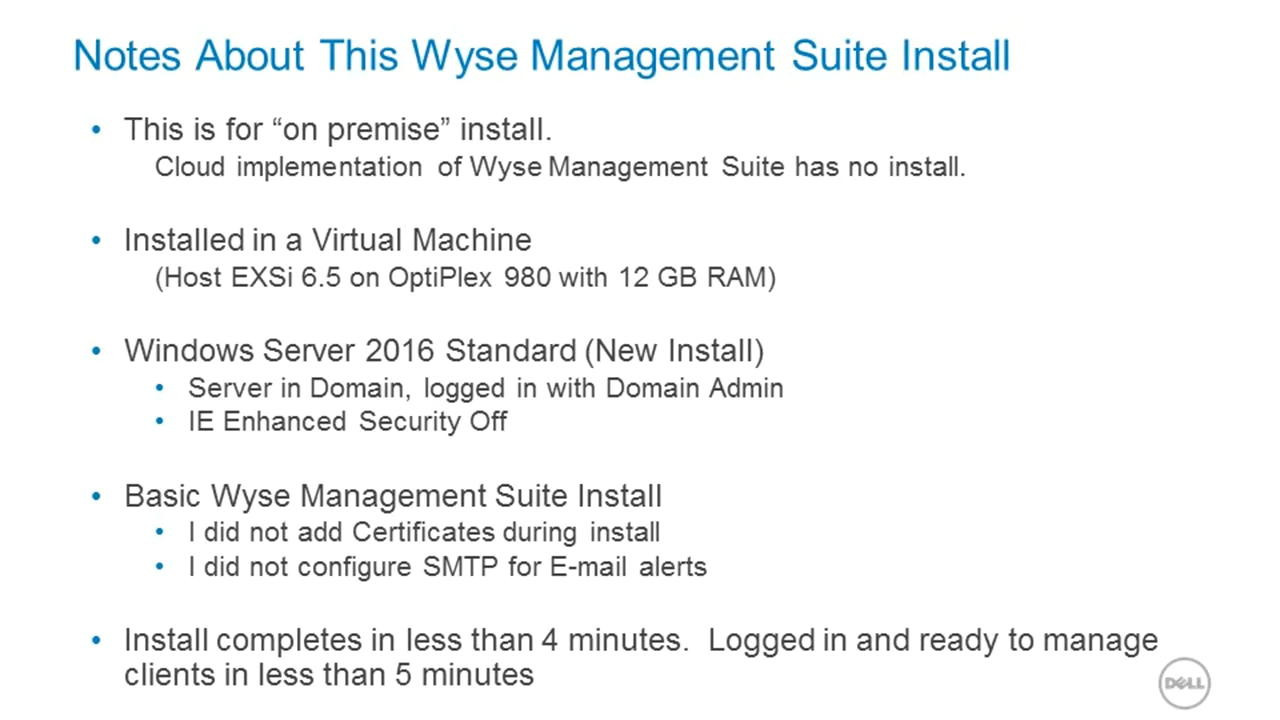 Notes About This Wyse Management Suite Install
• This is for “on premise” install.
Cloud implementation of Wyse Management Suite has no install.
• Installed in a Virtual Machine
(Host EXSi 6.5 on OptiPlex 980 with 12 GB RAM)
• Windows Server 2016 Standard (New Install)
• Server in Domain, logged in with Domain Admin
• IE Enhanced Security Off
• Basic Wyse Management Suite Install
• I did not add Certificates during install
• I did not configure SMTP for E-mail alerts
• Install completes in less than 4 minutes. Logged in and ready to manage
clients in less than 5 minutes
DELL